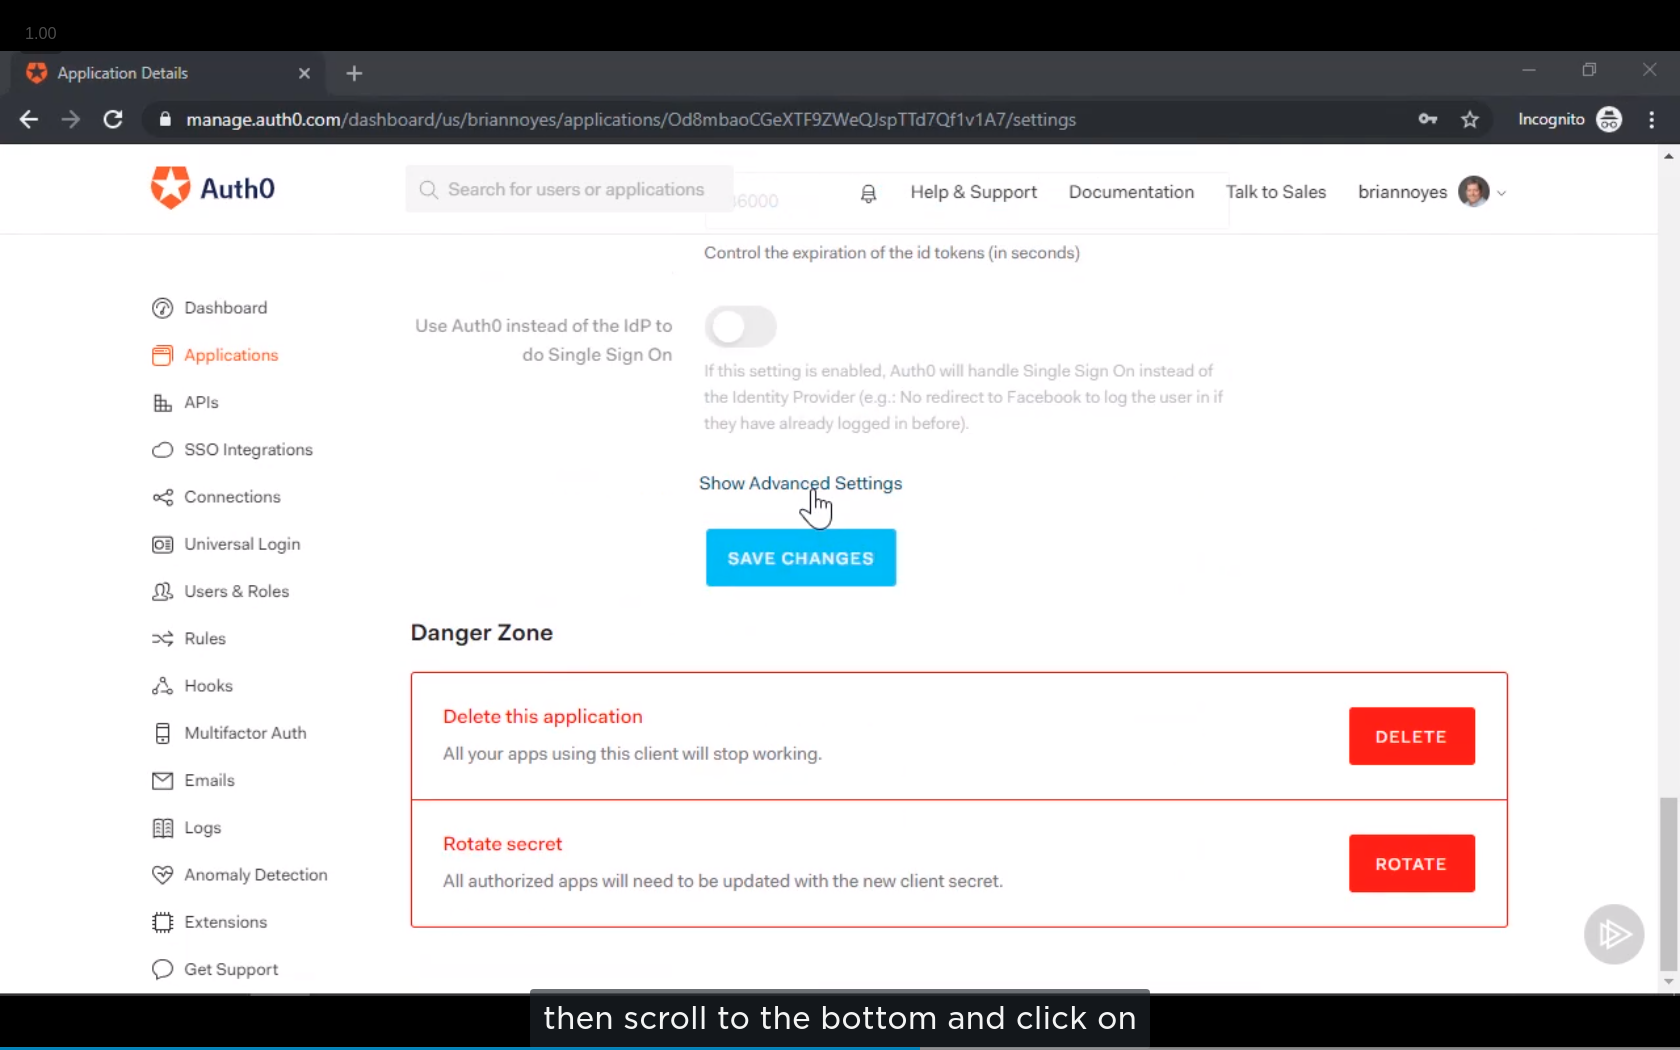 1.00
Application Details
manage.auth0.com/dashboard/us/briannoyes/applications/Od8mbaoCGeXTF9ZWeQJspTTd7Qf1v1A7/settings
Incognito
Auth0
Search for users or applications
Help & Support
Documentation
Talk to Sales
briannoyes
Control the expiration of the id tokens (in seconds)
Dashboard
Applications
APIs
SSO Integrations
Connections
Universal Login
Users & Roles
Rules
Hooks
Multifactor Auth
Emails
Logs
Anomaly Detection
Extensions
Get Support
Use Auth0 instead of the IdP to
do Single Sign On
If this setting is enabled, Auth0 will handle Single Sign On instead of
the Identity Provider (e.g.: No redirect to Facebook to log the user in if
they have already logged in before).
Show Advanced Settings
SAVE CHANGES
Danger Zone
Delete this application
All your apps using this client will stop working.
DELETE
Rotate secret
All authorized apps will need to be updated with the new client secret.
ROTATE
then scroll to the bottom and click on